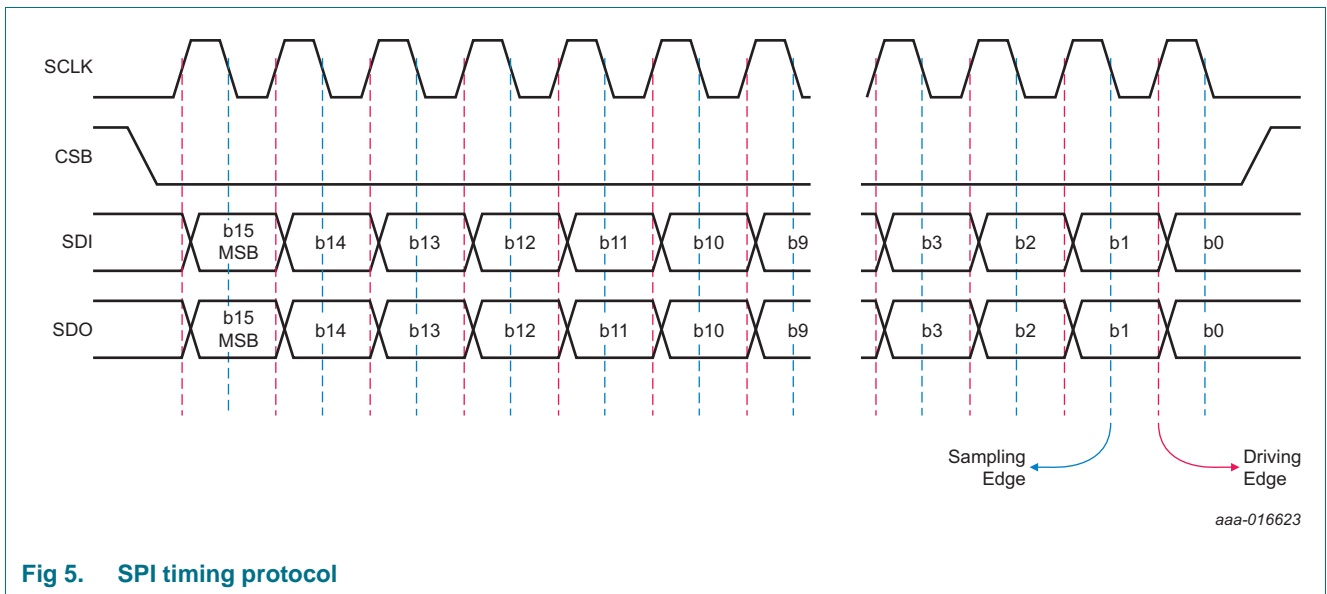 SCLK
CSB
SDI
b15
MSB
b14
b13
b12
b11
b10
b9
b3
b2
b1
b0
SDO
b15
MSB
b14
b13
b12
b11
b10
b9
b3
b2
b1
b0
Sampling
Edge
Driving
Edge
aaa-016623
Fig 5. SPI timing protocol